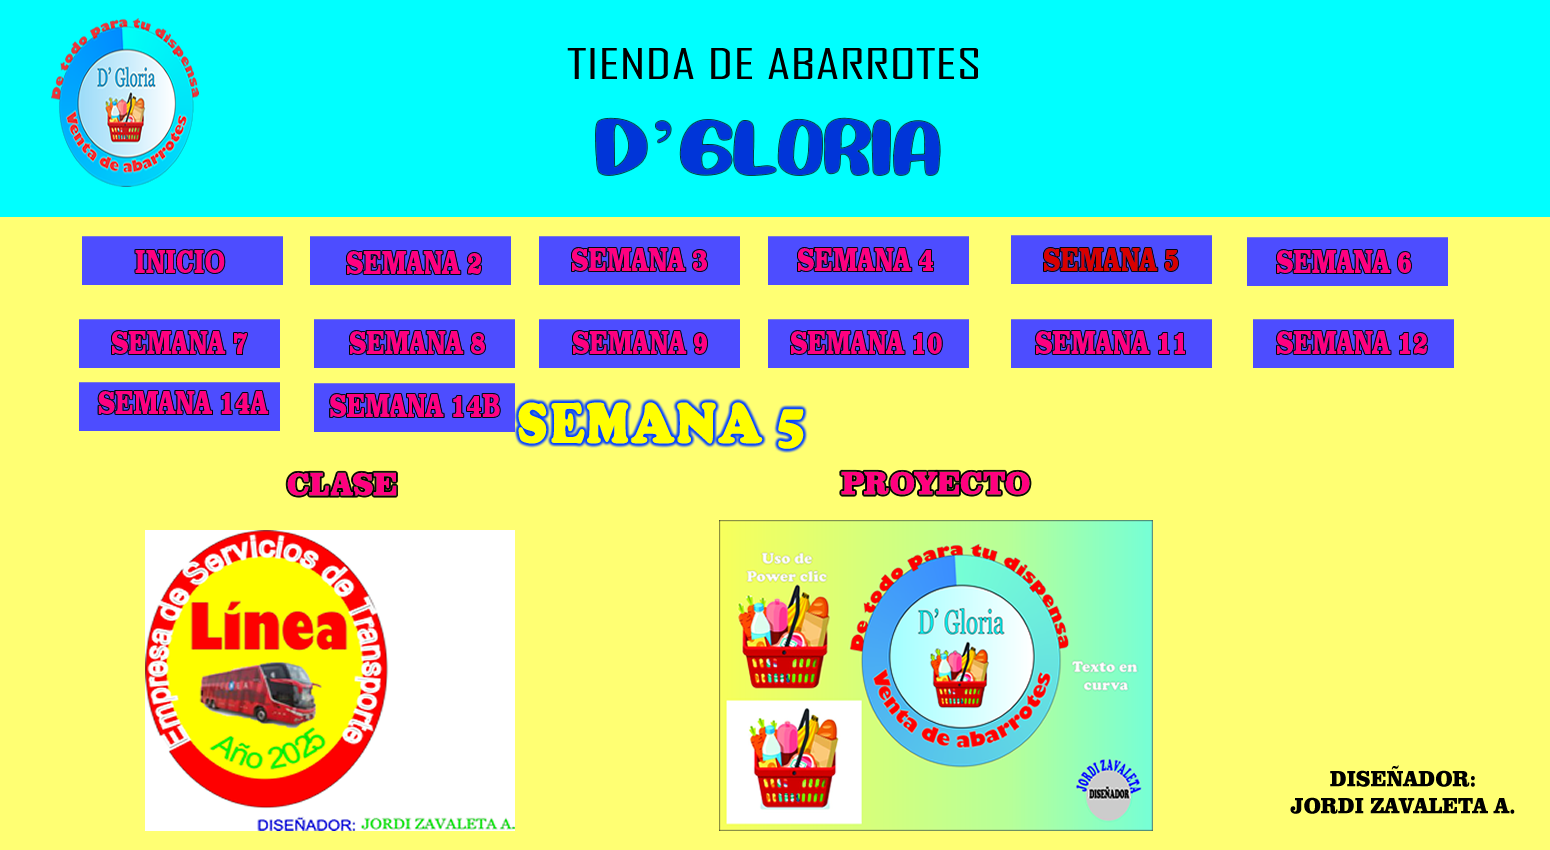 De todo para tu dispensa
D' Gloria
Venta de abarrotes
TIENDA DE ABARROTES
D'GLORIA
INICIO
SEMANA 2
SEMANA 3
SEMANA 4
SEMANA 5
SEMANA 6
SEMANA 7
SEMANA 8
SEMANA 9
SEMANA 10
SEMANA 11
SEMANA 12
SEMANA 14A
SEMANA 14B
SEMANA 5
CLASE
PROYECTO
Empresa de Servicios de Transporte
Línea
Año 2025
DISEÑADOR: JORDI ZAVALETA A.
Uso de
Power clic
De todo para tu dispensa
D' Gloria
Venta de abarrotes
Texto en
curva
JORDI ZAVALETA
DISEÑADOR
DISEÑADOR:
JORDI ZAVALETA A.